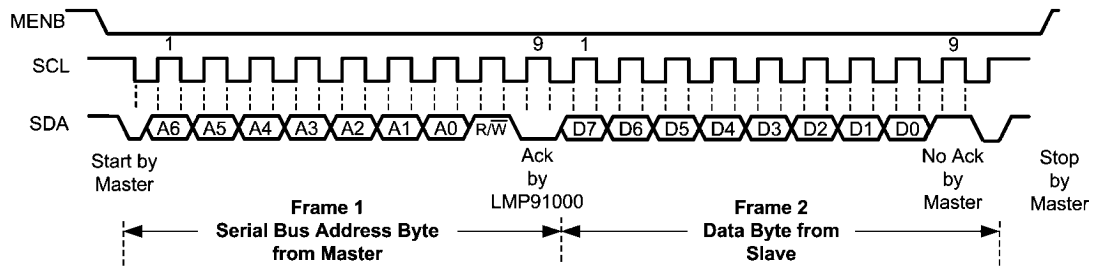 MENB
1 9 1 9
SCL
SDA A6 A5 A4 A3 A2 A1 A0 R/W D7 D6 D5 D4 D3 D2 D1 D0
Start by
Master
Ack
by
LMP91000
No Ack
by
Master
Stop
by
Master
Frame 1
Serial Bus Address Byte
from Master
Frame 2
Data Byte from
Slave